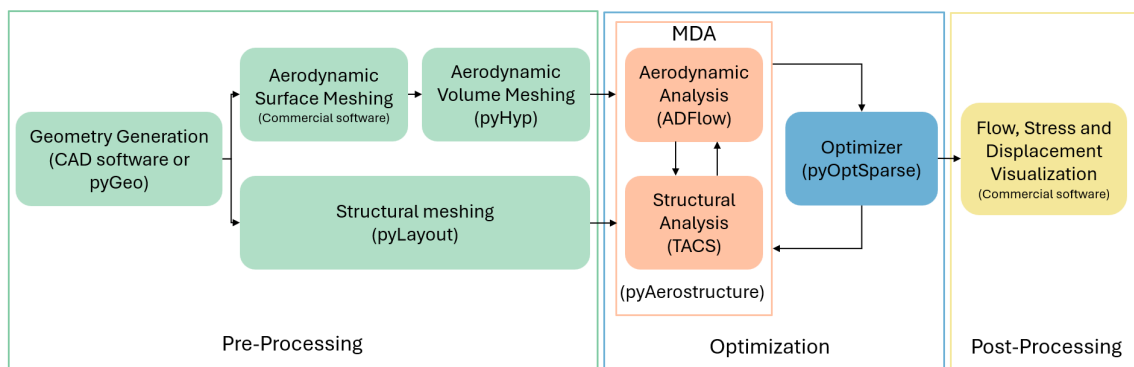 Geometry Generation
(CAD software or
pyGeo)
Aerodynamic
Surface Meshing
(Commercial software)
Aerodynamic
Volume Meshing
(pyHyp)
Structural meshing
(pyLayout)
Pre-Processing
MDA
Aerodynamic
Analysis
(ADFlow)
Structural
Analysis
(TACS)
(pyAerostructure)
Optimizer
(pyOptSparse)
Optimization
Flow, Stress and
Displacement
Visualization
(Commercial software)
Post-Processing